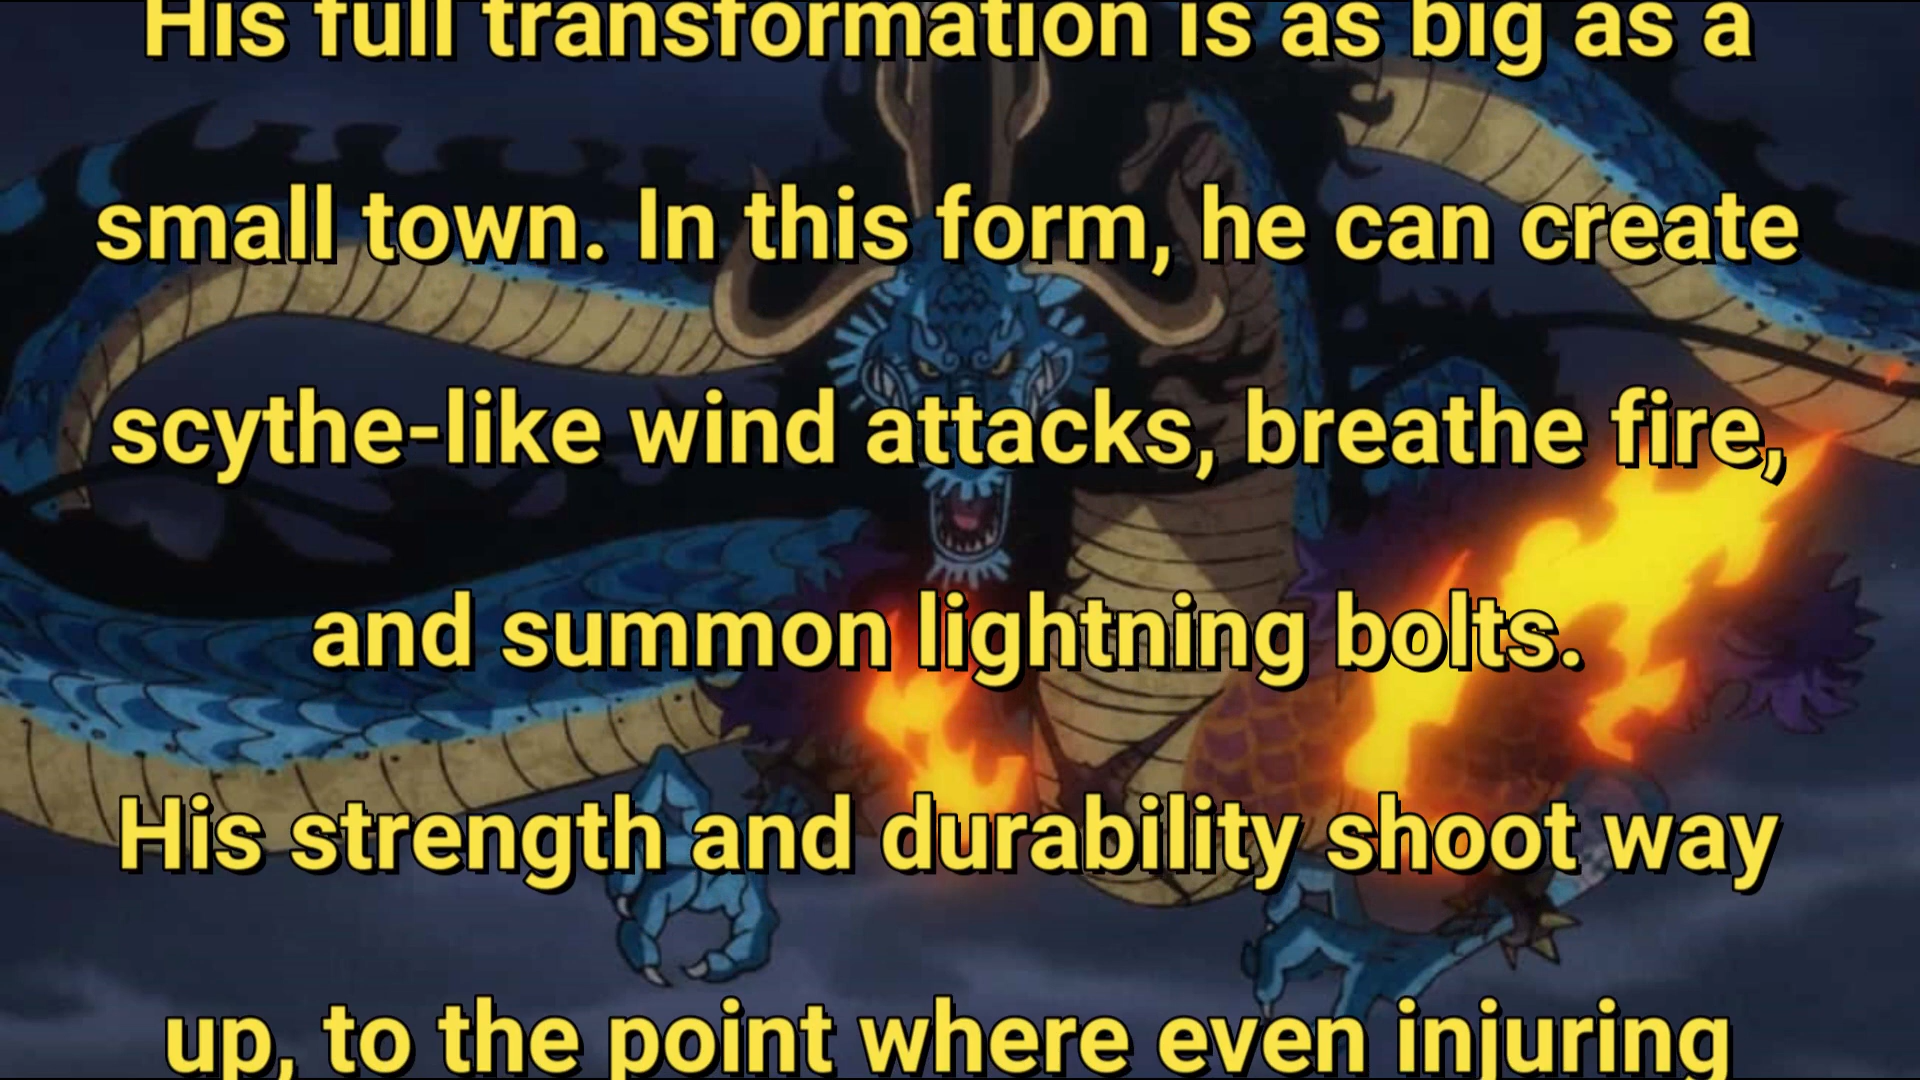 His full transformation is as big as a
small town. In this form, he can create
scythe-like wind attacks, breathe fire,
and summon lightning bolts.
His strength and durability shoot way
up, to the point where even injuring